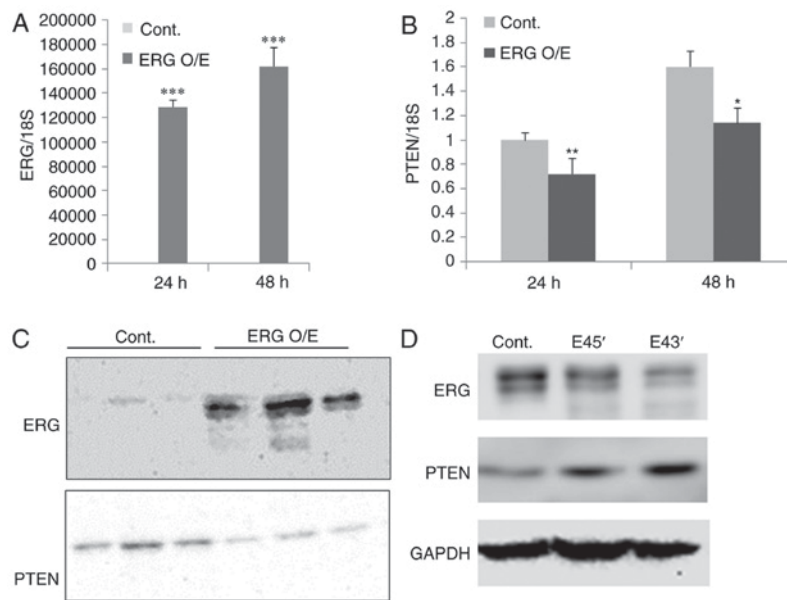 A
200000
180000
160000
140000
120000
100000
80000
60000
40000
20000
0
ERG/18S
Cont.
ERG O/E
***
***
24 h
48 h
B
2
1.8
1.6
1.4
1.2
1
0.8
0.6
0.4
0.2
0
PTEN/18S
Cont.
ERG O/E
**
*
24 h
48 h
C
Cont.
ERG O/E
ERG
PTEN
D
Cont.
E45′
E43′
ERG
PTEN
GAPDH